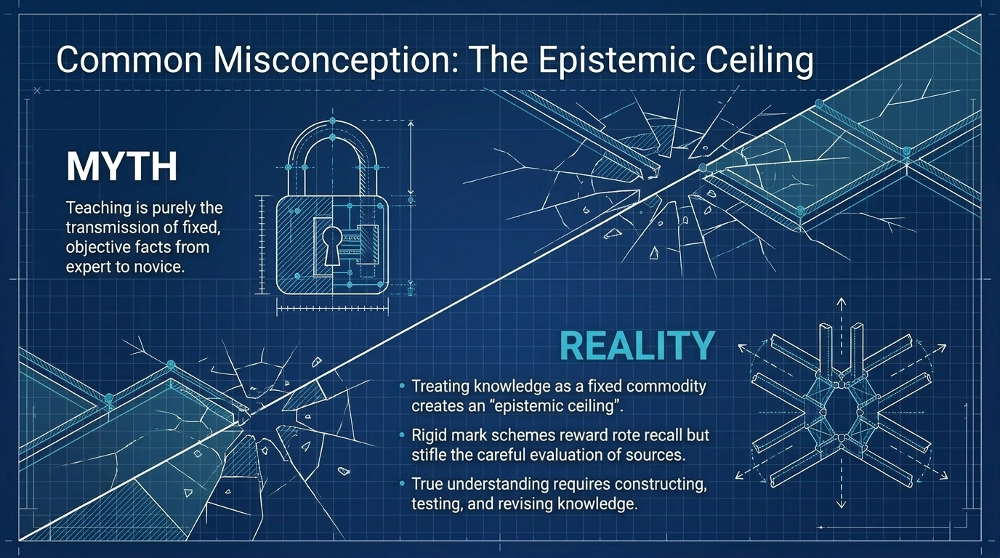 Common Misconception: The Epistemic Ceiling
MYTH
Teaching is purely the
transmission of fixed,
objective facts from
expert to novice.
REALITY
• Treating knowledge as a fixed commodity
creates an “epistemic ceiling”.
• Rigid mark schemes reward rote recall but
stifle the careful evaluation of sources.
• True understanding requires constructing,
testing, and revising knowledge.